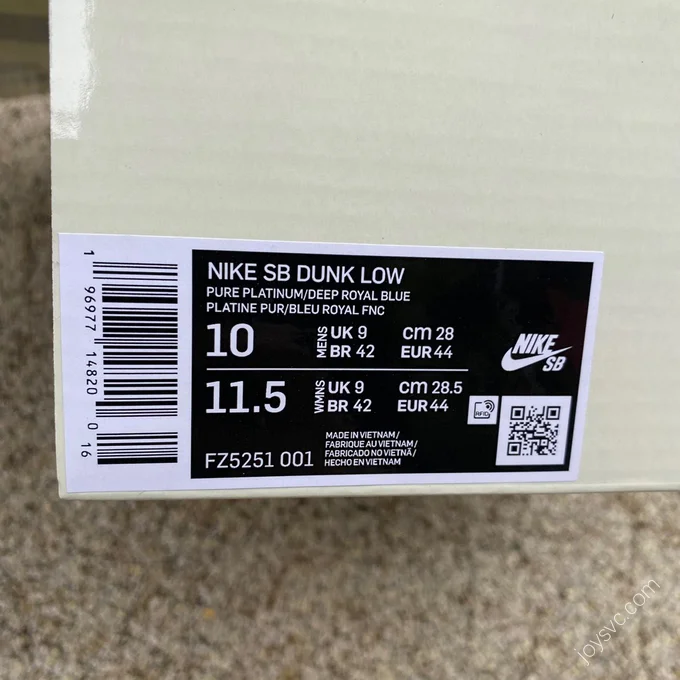 1 96977 14820 0 16
NIKE SB DUNK LOW
PURE PLATINUM/DEEP ROYAL BLUE
PLATINE PUR/BLEU ROYAL FNC
10 MENS UK 9 CM 28
BR 42 EUR 44
11.5 WMNS UK 9 CM 28.5
BR 42 EUR 44
FZ5251 001
MADE IN VIETNAM/
FABRIQUE AU VIETNAM/
FABRICADO NO VIETNÃ/
HECHO EN VIETNAM
RFID
NIKE
SB
joysvc.com